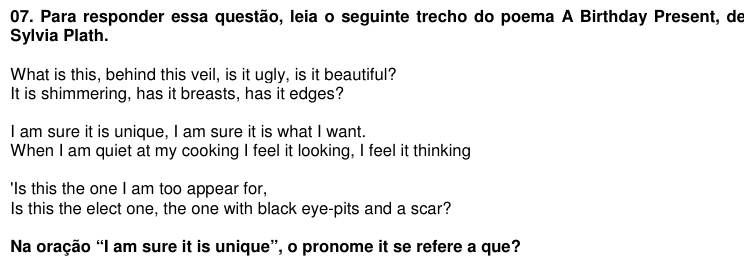 07. Para responder essa questão, leia o seguinte trecho do poema A Birthday Present, de
Sylvia Plath.
What is this, behind this veil, is it ugly, is it beautiful?
It is shimmering, has it breasts, has it edges?
I am sure it is unique, I am sure it is what I want.
When I am quiet at my cooking I feel it looking, I feel it thinking
'Is this the one I am too appear for,
Is this the elect one, the one with black eye-pits and a scar?
Na oração “I am sure it is unique”, o pronome it se refere a que?